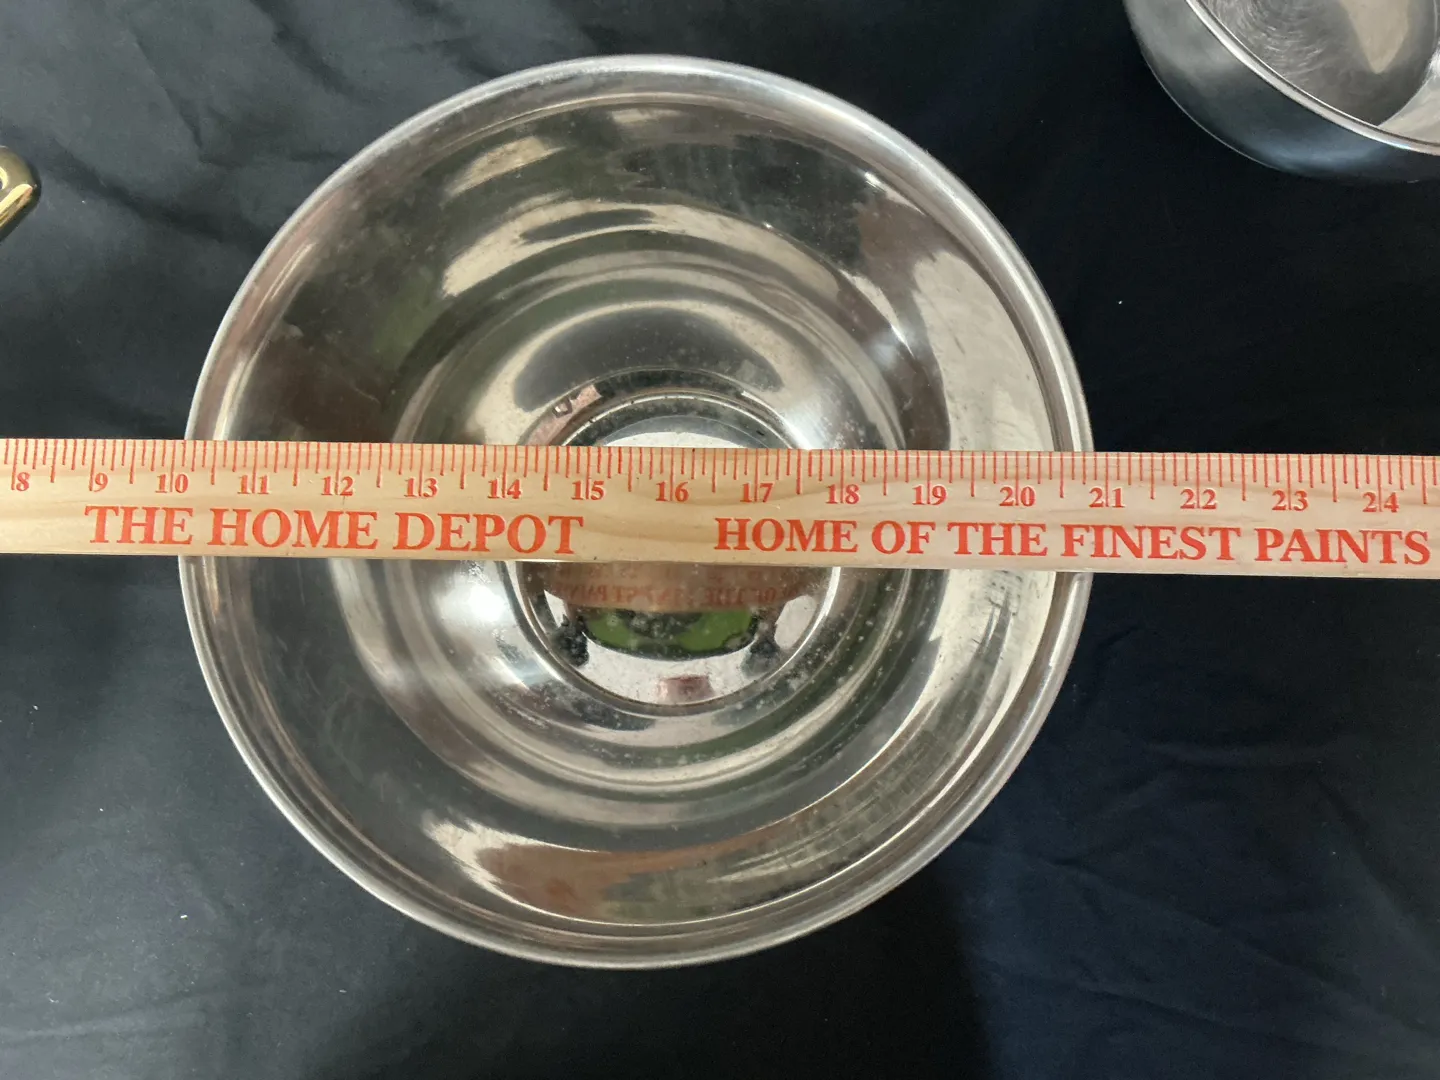 8 9 10 11 12 13 14 15 16 17 18 19 20 21 22 23 24
THE HOME DEPOT HOME OF THE FINEST PAINTS